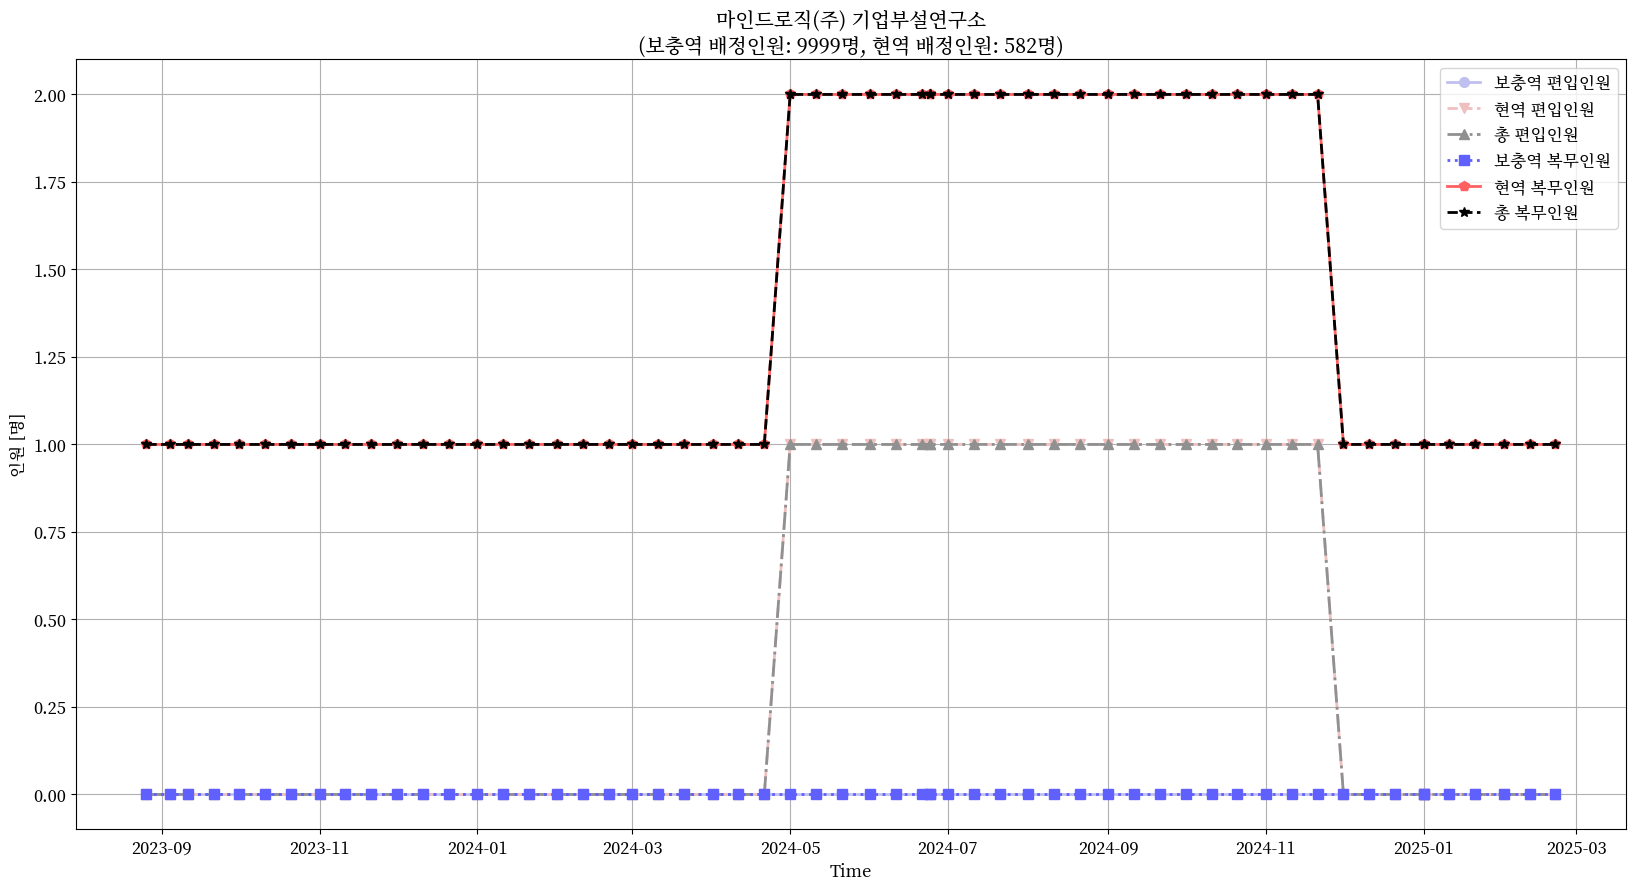 마인드로직(주) 기업부설연구소
(보충역 배정인원: 9999명, 현역 배정인원: 582명)
보충역 편입인원
현역 편입인원
총 편입인원
보충역 복무인원
현역 복무인원
총 복무인원
인원 [명]
2.00
1.75
1.50
1.25
1.00
0.75
0.50
0.25
0.00
2023-09 2023-11 2024-01 2024-03 2024-05 2024-07 2024-09 2024-11 2025-01 2025-03
Time